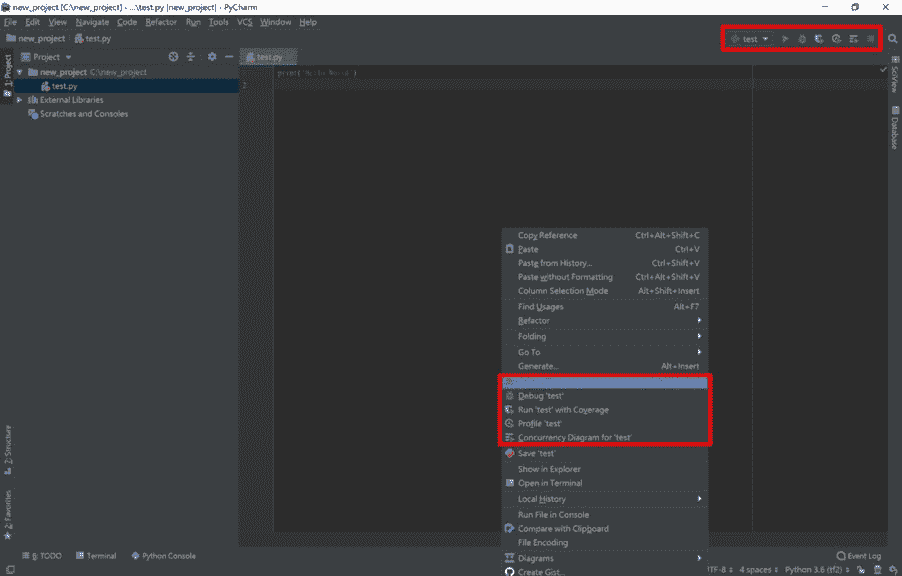 new_project [C:\new_project] - ...\test.py [new_project] - PyCharm
File Edit View Navigate Code Refactor Run Tools VCS Window Help
new_project test.py
test
Project
test.py
new_project C:\new_project
test.py
External Libraries
Scratches and Consoles
1: Project
2
SciView
Database
Copy Reference Ctrl+Alt+Shift+C
Paste Ctrl+V
Paste from History... Ctrl+Shift+V
Paste without Formatting Ctrl+Alt+Shift+V
Column Selection Mode Alt+Shift+Insert
Find Usages Alt+F7
Refactor
Folding
Go To
Generate... Alt+Insert
Debug 'test'
Run 'test' with Coverage
Profile 'test'
Concurrency Diagram for 'test'
Save 'test'
Show in Explorer
Open in Terminal
Local History
Run File in Console
Compare with Clipboard
File Encoding
Diagrams
Create Gist...
Z: Structure
2: Favorites
6: TODO Terminal Python Console Event Log
UTF-8 4 spaces Python 3.6 (tf2)